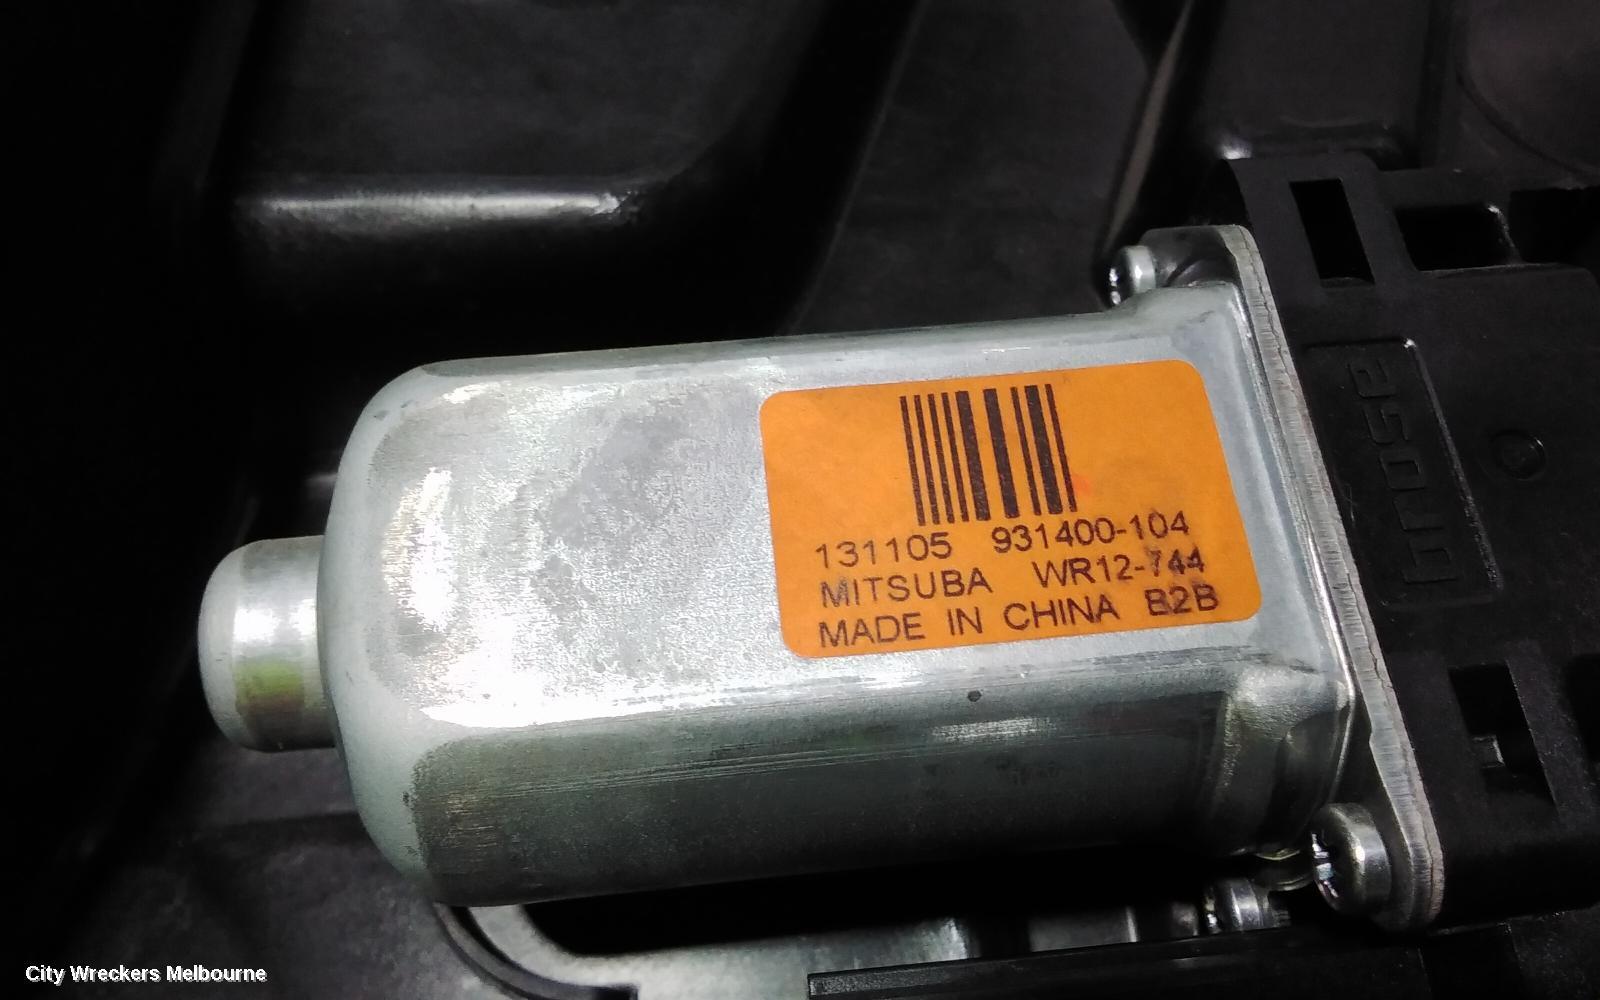 131105 931400-104
MITSUBA WR12-744
MADE IN CHINA B2B
brose
City Wreckers Melbourne